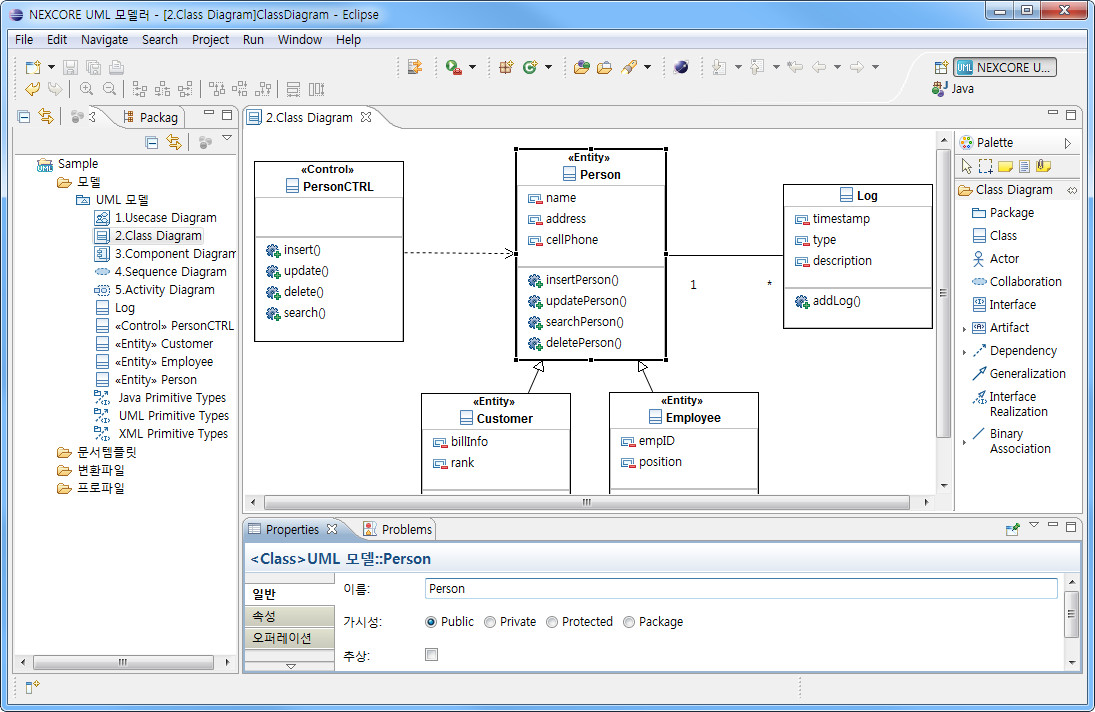 NEXCORE UML 모델러 - [2.Class Diagram]ClassDiagram - Eclipse
File Edit Navigate Search Project Run Window Help
NEXCORE U...
Java
Packag
Sample
모델
UML 모델
1.Usecase Diagram
2.Class Diagram
3.Component Diagram
4.Sequence Diagram
5.Activity Diagram
Log
«Control» PersonCTRL
«Entity» Customer
«Entity» Employee
«Entity» Person
Java Primitive Types
UML Primitive Types
XML Primitive Types
문서템플릿
변환파일
프로파일
2.Class Diagram
«Control»
PersonCTRL
insert()
update()
delete()
search()
«Entity»
Person
name
address
cellPhone
insertPerson()
updatePerson()
searchPerson()
deletePerson()
1 *
Log
timestamp
type
description
addLog()
«Entity»
Customer
billInfo
rank
«Entity»
Employee
empID
position
Palette
Class Diagram
Package
Class
Actor
Collaboration
Interface
Artifact
Dependency
Generalization
Interface
Realization
Binary
Association
Properties Problems
<Class>UML 모델::Person
일반
속성
오퍼레이션
이름: Person
가시성: Public Private Protected Package
추상: